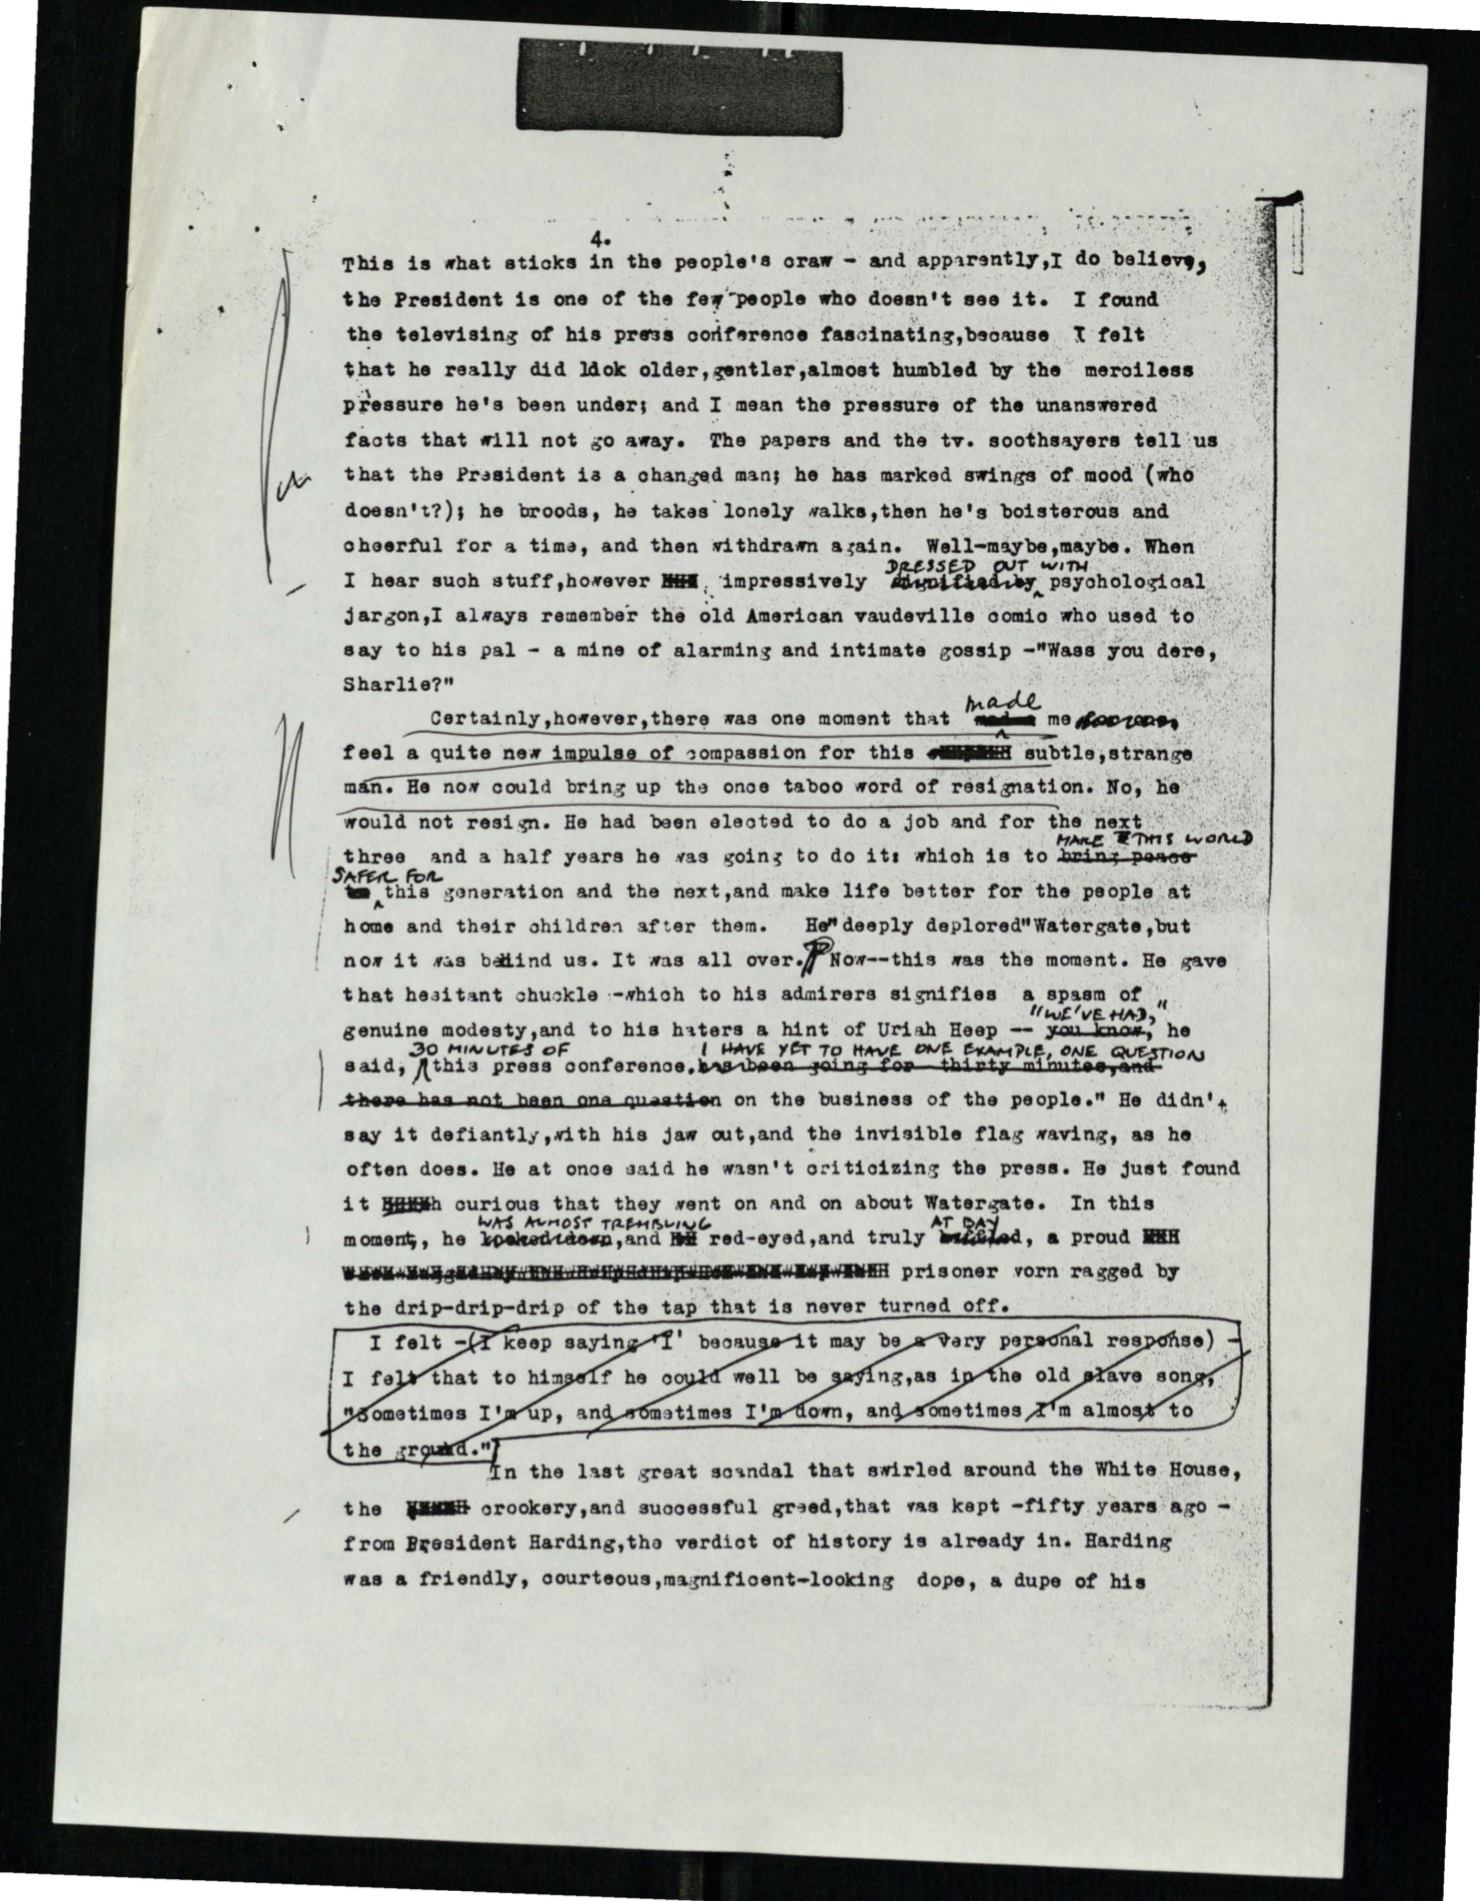 4.
This is what sticks in the people's craw - and apparently,I do believe,
the President is one of the few people who doesn't see it. I found
the televising of his press conference fascinating,because I felt
that he really did look older,gentler,almost humbled by the merciless
pressure he's been under; and I mean the pressure of the unanswered
facts that will not go away. The papers and the tv. soothsayers tell us
that the President is a changed man; he has marked swings of mood (who
doesn't?); he broods, he takes lonely walks,then he's boisterous and
cheerful for a time, and then withdrawn again. Well-maybe,maybe. When
DRESSED OUT WITH
I hear such stuff,however impressively dignified by psychological
jargon,I always remember the old American vaudeville comic who used to
say to his pal - a mine of alarming and intimate gossip -"Wass you dere,
Sharlie?"
made
Certainly,however,there was one moment that me
feel a quite new impulse of compassion for this subtle,strange
man. He now could bring up the once taboo word of resignation. No, he
would not resign. He had been elected to do a job and for the next
MAKE THIS WORLD
three and a half years he was going to do it: which is to bring peace
SAFER FOR
to this generation and the next,and make life better for the people at
home and their children after them. He"deeply deplored"Watergate,but
now it was behind us. It was all over. Now--this was the moment. He gave
that hesitant chuckle -which to his admirers signifies a spasm of
"WE'VE HAD,"
genuine modesty,and to his haters a hint of Uriah Heep -- you know, he
30 MINUTES OF I HAVE YET TO HAVE ONE EXAMPLE, ONE QUESTION
said, this press conference. has been going for thirty minutes,and
there has not been one question on the business of the people." He didn't
say it defiantly,with his jaw out,and the invisible flag waving, as he
often does. He at once said he wasn't criticizing the press. He just found
it curious that they went on and on about Watergate. In this
WAS ALMOST TREMBLING AT BAY
moment, he looked down,and red-eyed,and truly baffled, a proud
prisoner worn ragged by
the drip-drip-drip of the tap that is never turned off.
I felt -(I keep saying 'I' because it may be a very personal response) -
I felt that to himself he could well be saying,as in the old slave song,
"Sometimes I'm up, and sometimes I'm down, and sometimes I'm almost to
the ground."
In the last great scandal that swirled around the White House,
the crookery,and successful greed,that was kept -fifty years ago -
from President Harding,the verdict of history is already in. Harding
was a friendly, courteous,magnificent-looking dope, a dupe of his